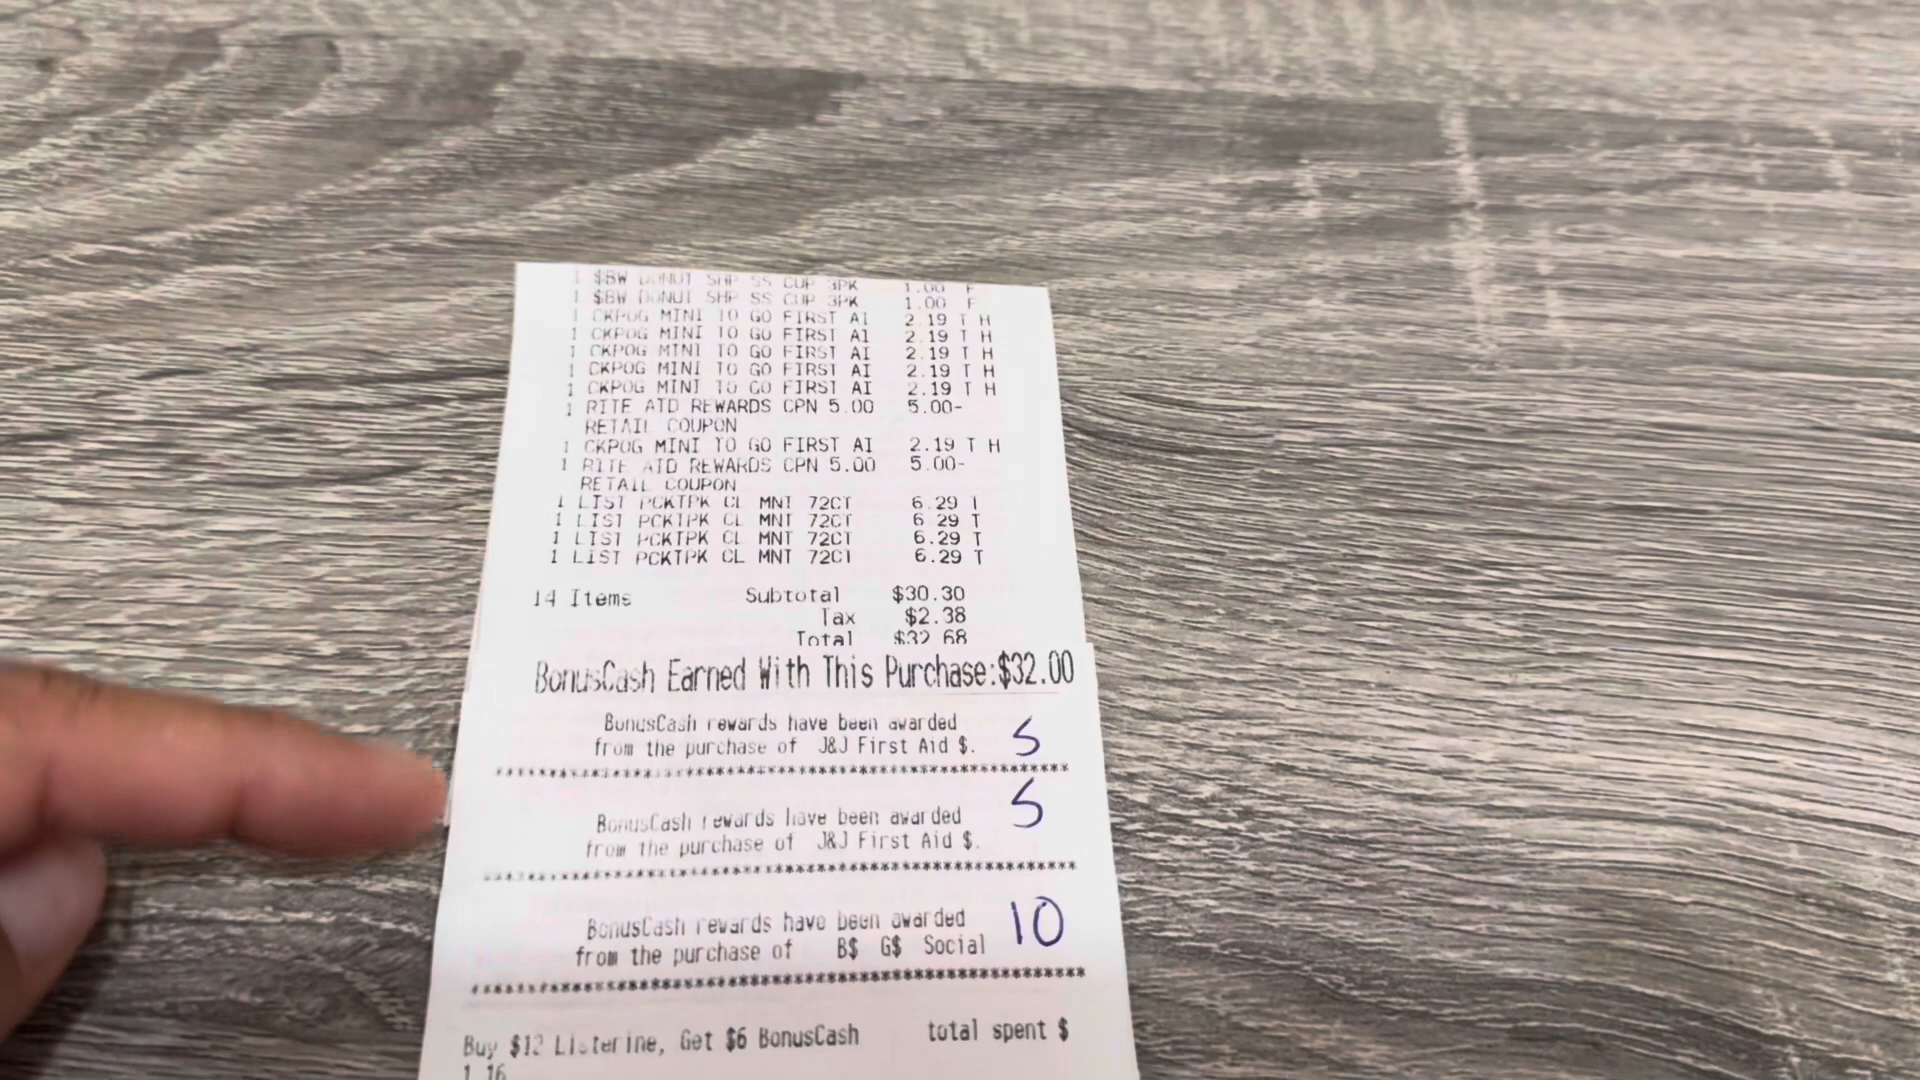 1 $BW DONUT SHP SS CUP 3PK 1.00 F
1 $BW DONUT SHP SS CUP 3PK 1.00 F
1 CKPOG MINI TO GO FIRST AI 2.19 T H
1 CKPOG MINI TO GO FIRST AI 2.19 T H
1 CKPOG MINI TO GO FIRST AI 2.19 T H
1 CKPOG MINI TO GO FIRST AI 2.19 T H
1 CKPOG MINI TO GO FIRST AI 2.19 T H
1 RITE ATD REWARDS CPN 5.00 5.00-
RETAIL COUPON
1 CKPOG MINI TO GO FIRST AI 2.19 T H
1 RITE ATD REWARDS CPN 5.00 5.00-
RETAIL COUPON
1 LIST PCKTPK CL MNT 72CT 6.29 T
1 LIST PCKTPK CL MNT 72CT 6.29 T
1 LIST PCKTPK CL MNT 72CT 6.29 T
1 LIST PCKTPK CL MNT 72CT 6.29 T
14 Items Subtotal $30.30
Tax $2.38
Total $32.68
BonusCash Earned With This Purchase:$32.00
BonusCash rewards have been awarded
from the purchase of J&J First Aid $. 5
************************************************
BonusCash rewards have been awarded 5
from the purchase of J&J First Aid $.
************************************************
BonusCash rewards have been awarded 10
from the purchase of B$ G$ Social
************************************************
Buy $12 Listerine, Get $6 BonusCash total spent $